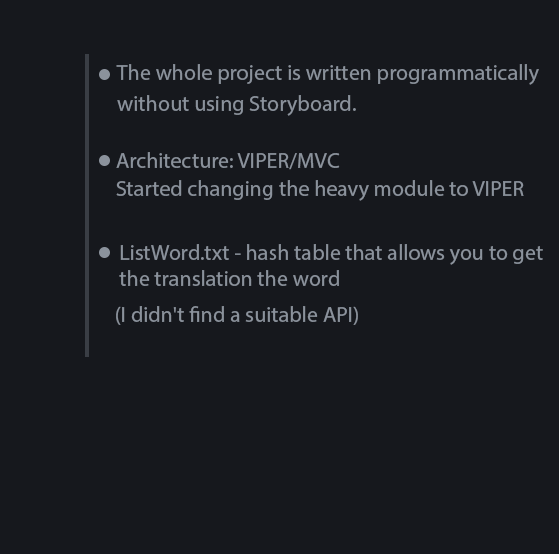 The whole project is written programmatically
without using Storyboard.
Architecture: VIPER/MVC
Started changing the heavy module to VIPER
ListWord.txt - hash table that allows you to get
the translation the word
(I didn't find a suitable API)